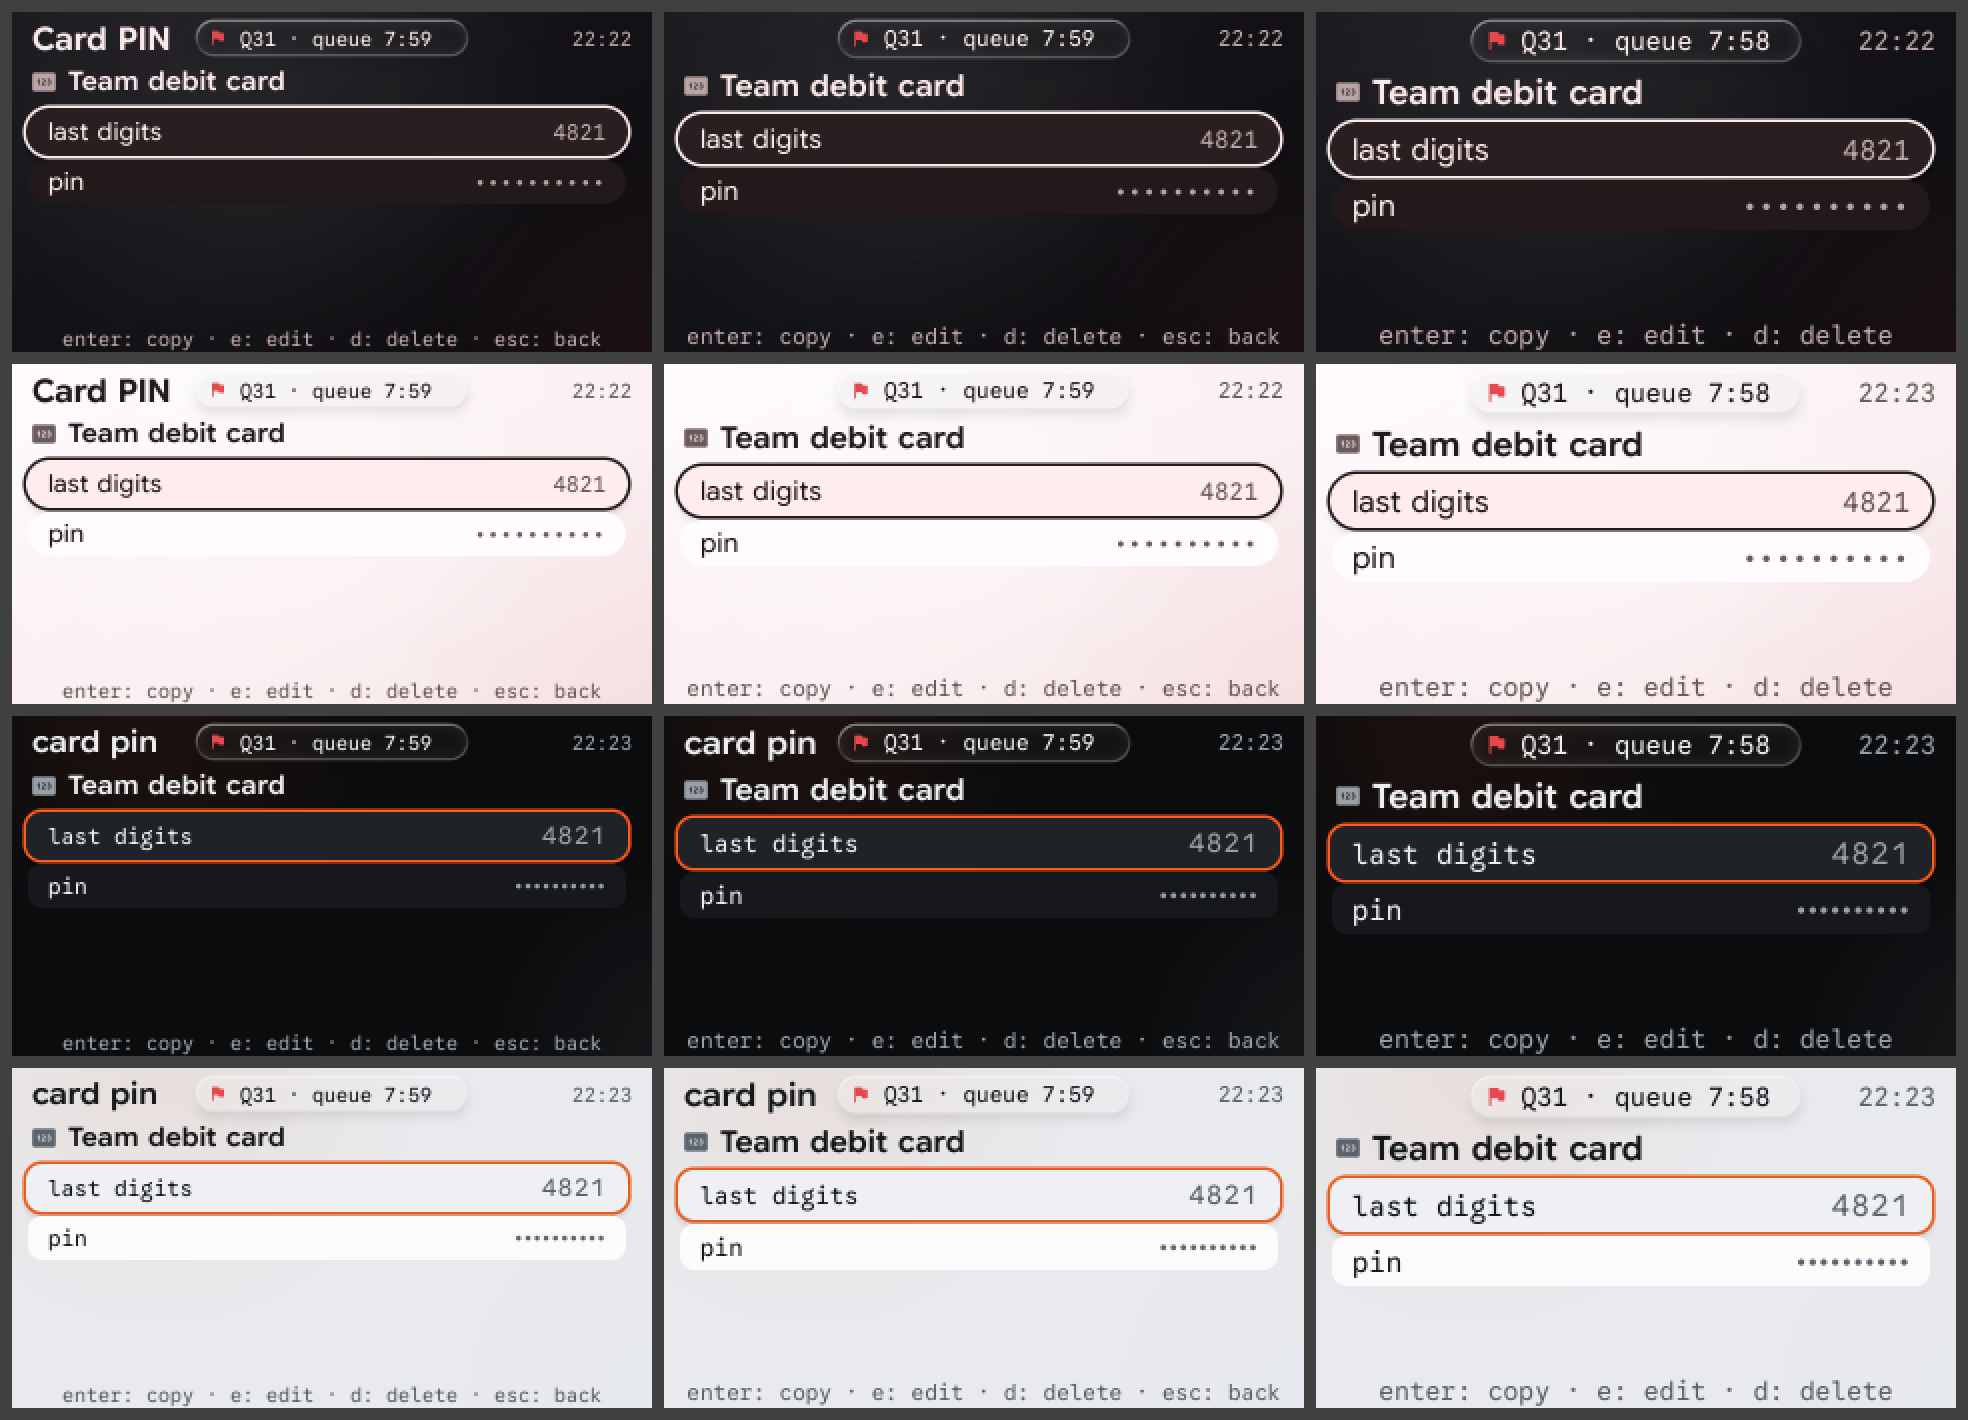 Card PIN Q31 · queue 7:59 22:22
123 Team debit card
last digits 4821
pin ••••••••••
enter: copy · e: edit · d: delete · esc: back
Q31 · queue 7:59 22:22
123 Team debit card
last digits 4821
pin ••••••••••
enter: copy · e: edit · d: delete · esc: back
Q31 · queue 7:58 22:22
123 Team debit card
last digits 4821
pin ••••••••••
enter: copy · e: edit · d: delete
Card PIN Q31 · queue 7:59 22:22
123 Team debit card
last digits 4821
pin ••••••••••
enter: copy · e: edit · d: delete · esc: back
Q31 · queue 7:59 22:22
123 Team debit card
last digits 4821
pin ••••••••••
enter: copy · e: edit · d: delete · esc: back
Q31 · queue 7:58 22:23
123 Team debit card
last digits 4821
pin ••••••••••
enter: copy · e: edit · d: delete
card pin Q31 · queue 7:59 22:23
123 Team debit card
last digits 4821
pin ••••••••••
enter: copy · e: edit · d: delete · esc: back
card pin Q31 · queue 7:59 22:23
123 Team debit card
last digits 4821
pin ••••••••••
enter: copy · e: edit · d: delete · esc: back
Q31 · queue 7:58 22:23
123 Team debit card
last digits 4821
pin ••••••••••
enter: copy · e: edit · d: delete
card pin Q31 · queue 7:59 22:23
123 Team debit card
last digits 4821
pin ••••••••••
enter: copy · e: edit · d: delete · esc: back
card pin Q31 · queue 7:59 22:23
123 Team debit card
last digits 4821
pin ••••••••••
enter: copy · e: edit · d: delete · esc: back
Q31 · queue 7:58 22:23
123 Team debit card
last digits 4821
pin ••••••••••
enter: copy · e: edit · d: delete